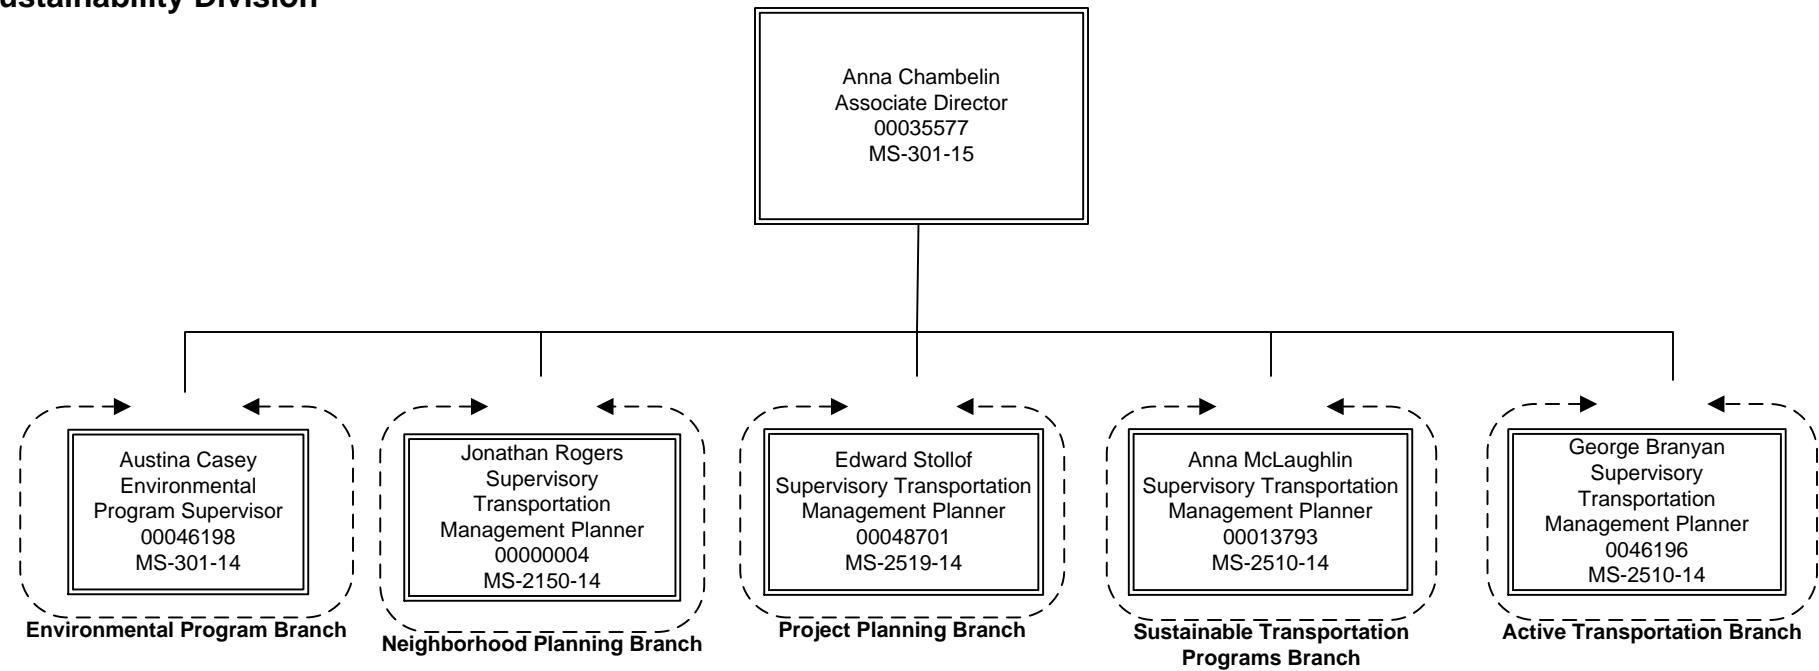 Sustainability Division
Anna Chambelin
Associate Director
00035577
MS-301-15
Austina Casey
Environmental
Program Supervisor
00046198
MS-301-14
Environmental Program Branch
Jonathan Rogers
Supervisory
Transportation
Management Planner
00000004
MS-2150-14
Neighborhood Planning Branch
Edward Stollof
Supervisory Transportation
Management Planner
00048701
MS-2519-14
Project Planning Branch
Anna McLaughlin
Supervisory Transportation
Management Planner
00013793
MS-2510-14
Sustainable Transportation
Programs Branch
George Branyan
Supervisory
Transportation
Management Planner
0046196
MS-2510-14
Active Transportation Branch